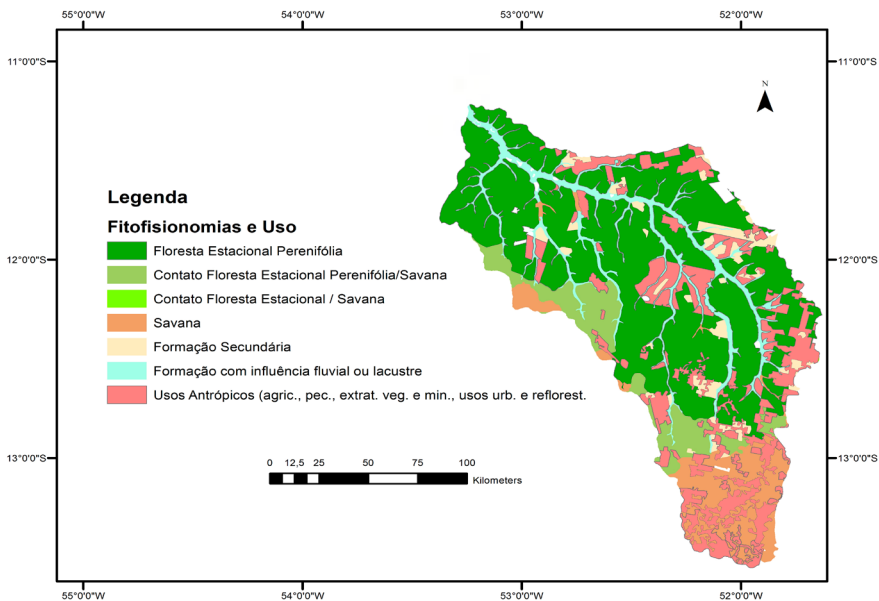 55°0'0"W 54°0'0"W 53°0'0"W 52°0'0"W
11°0'0"S 11°0'0"S
N
Legenda
Fitofisionomias e Uso
Floresta Estacional Perenifólia
Contato Floresta Estacional Perenifólia/Savana
Contato Floresta Estacional / Savana
Savana
Formação Secundária
Formação com influência fluvial ou lacustre
Usos Antrópicos (agric., pec., extrat. veg. e min., usos urb. e reflorest.
12°0'0"S 12°0'0"S
13°0'0"S 13°0'0"S
0 12,5 25 50 75 100
Kilometers
55°0'0"W 54°0'0"W 53°0'0"W 52°0'0"W